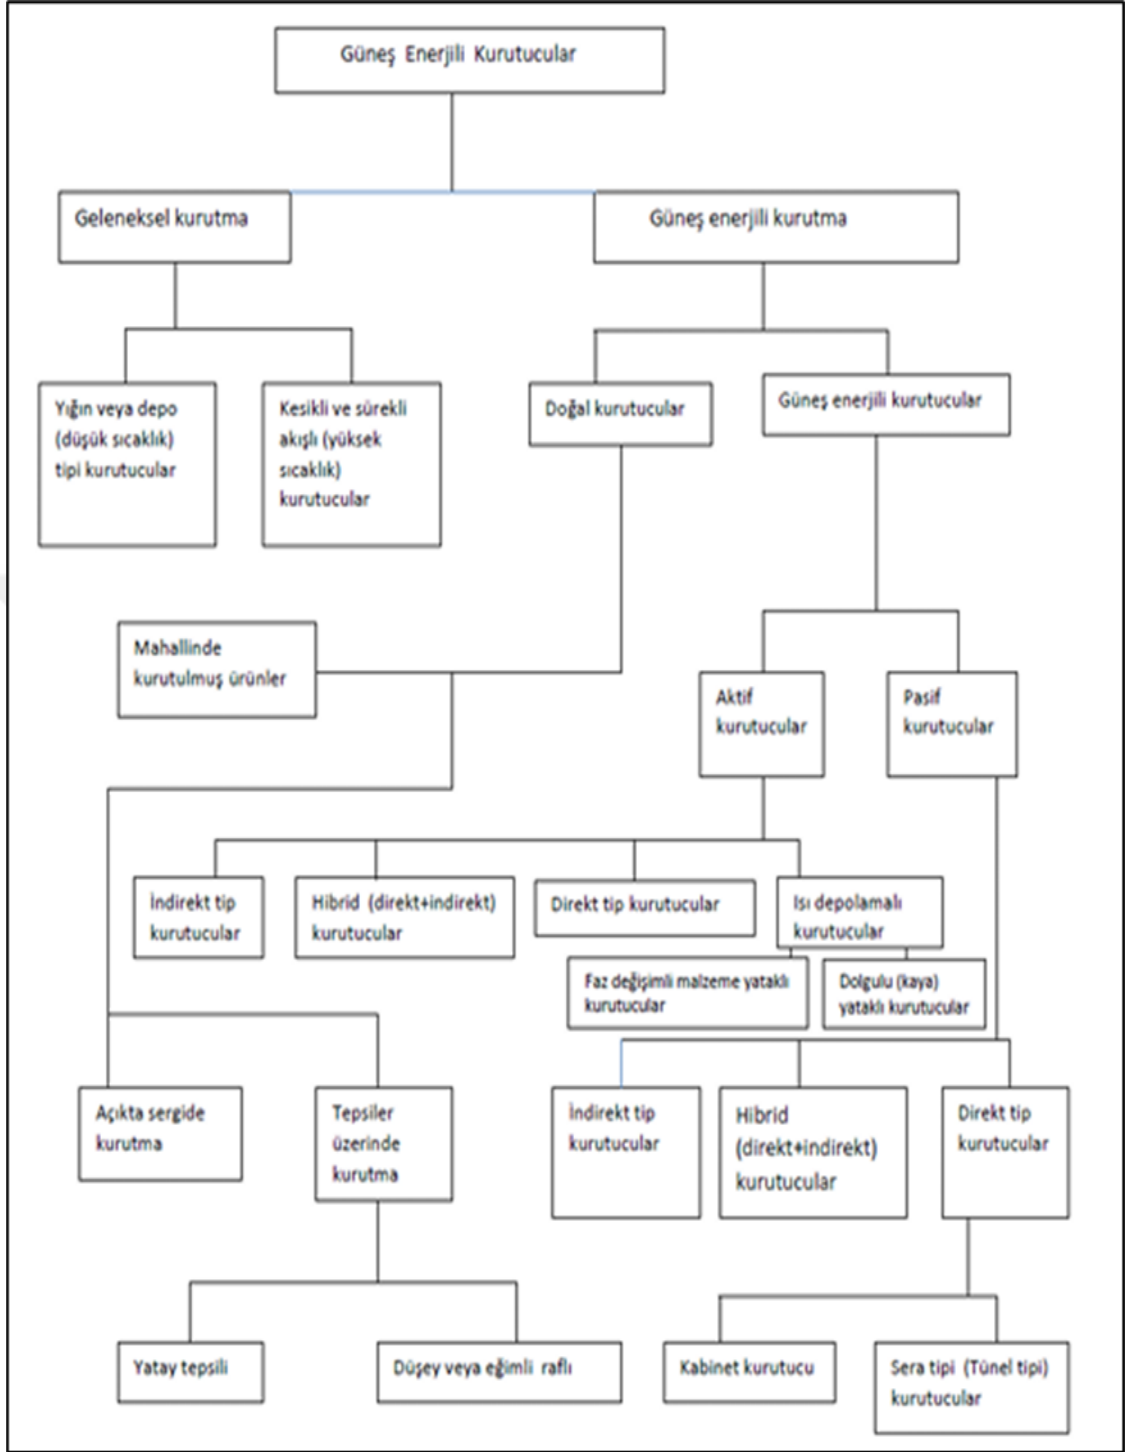 Güneş Enerjili Kurutucular
Geleneksel kurutma
Güneş enerjili kurutma
Yığın veya depo
(düşük sıcaklık)
tipi kurutucular
Kesikli ve sürekli
akışlı (yüksek
sıcaklık)
kurutucular
Doğal kurutucular
Güneş enerjili kurutucular
Mahallinde
kurutulmuş ürünler
Aktif
kurutucular
Pasif
kurutucular
İndirekt tip
kurutucular
Hibrid (direkt+indirekt)
kurutucular
Direkt tip kurutucular
Isı depolamalı
kurutucular
Faz değişimli malzeme yataklı
kurutucular
Dolgulu (kaya)
yataklı kurutucular
Açıkta sergide
kurutma
Tepsiler
üzerinde
kurutma
İndirekt tip
kurutucular
Hibrid
(direkt+indirekt)
kurutucular
Direkt tip
kurutucular
Yatay tepsili
Düşey veya eğimli raflı
Kabinet kurutucu
Sera tipi (Tünel tipi)
kurutucular